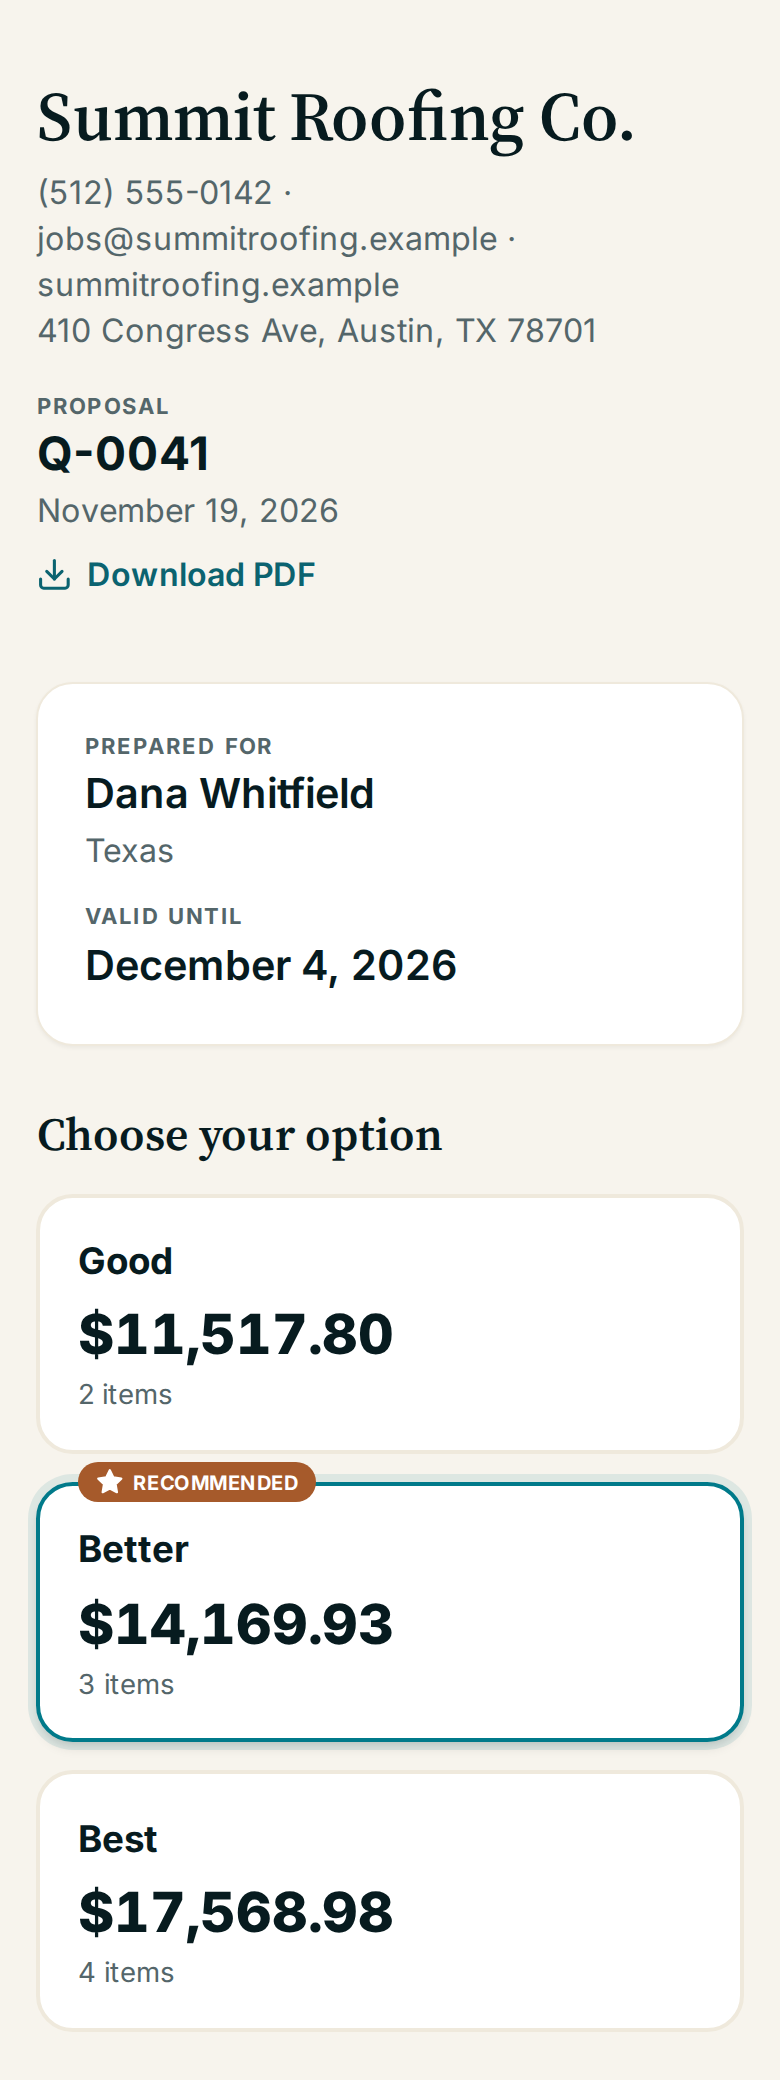 Summit Roofing Co.
(512) 555-0142 ·
jobs@summitroofing.example ·
summitroofing.example
410 Congress Ave, Austin, TX 78701
PROPOSAL
Q-0041
November 19, 2026
Download PDF
PREPARED FOR
Dana Whitfield
Texas
VALID UNTIL
December 4, 2026
Choose your option
Good
$11,517.80
2 items
RECOMMENDED
Better
$14,169.93
3 items
Best
$17,568.98
4 items